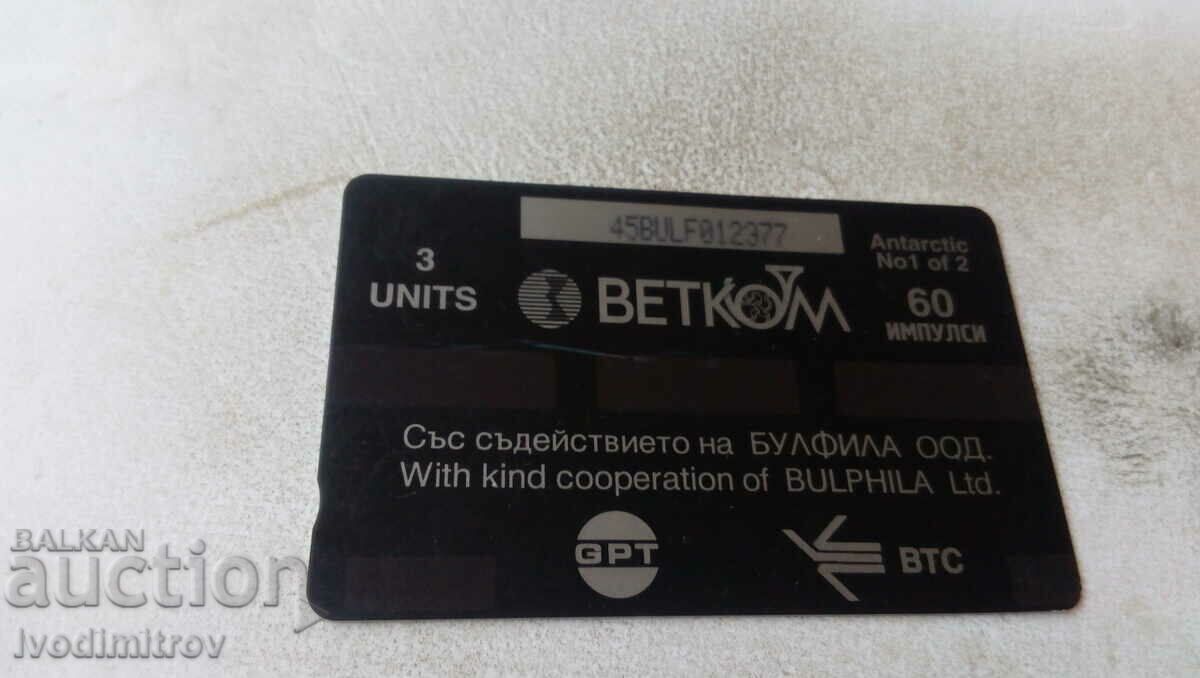 45BULF012377
3
UNITS
BETKOM
Antarctic
No1 of 2
60
ИМПУЛСИ
Със съдействието на БУЛФИЛА ООД.
With kind cooperation of BULPHILA Ltd.
GPT
BTC
BALKAN
auction
Ivodimitrov